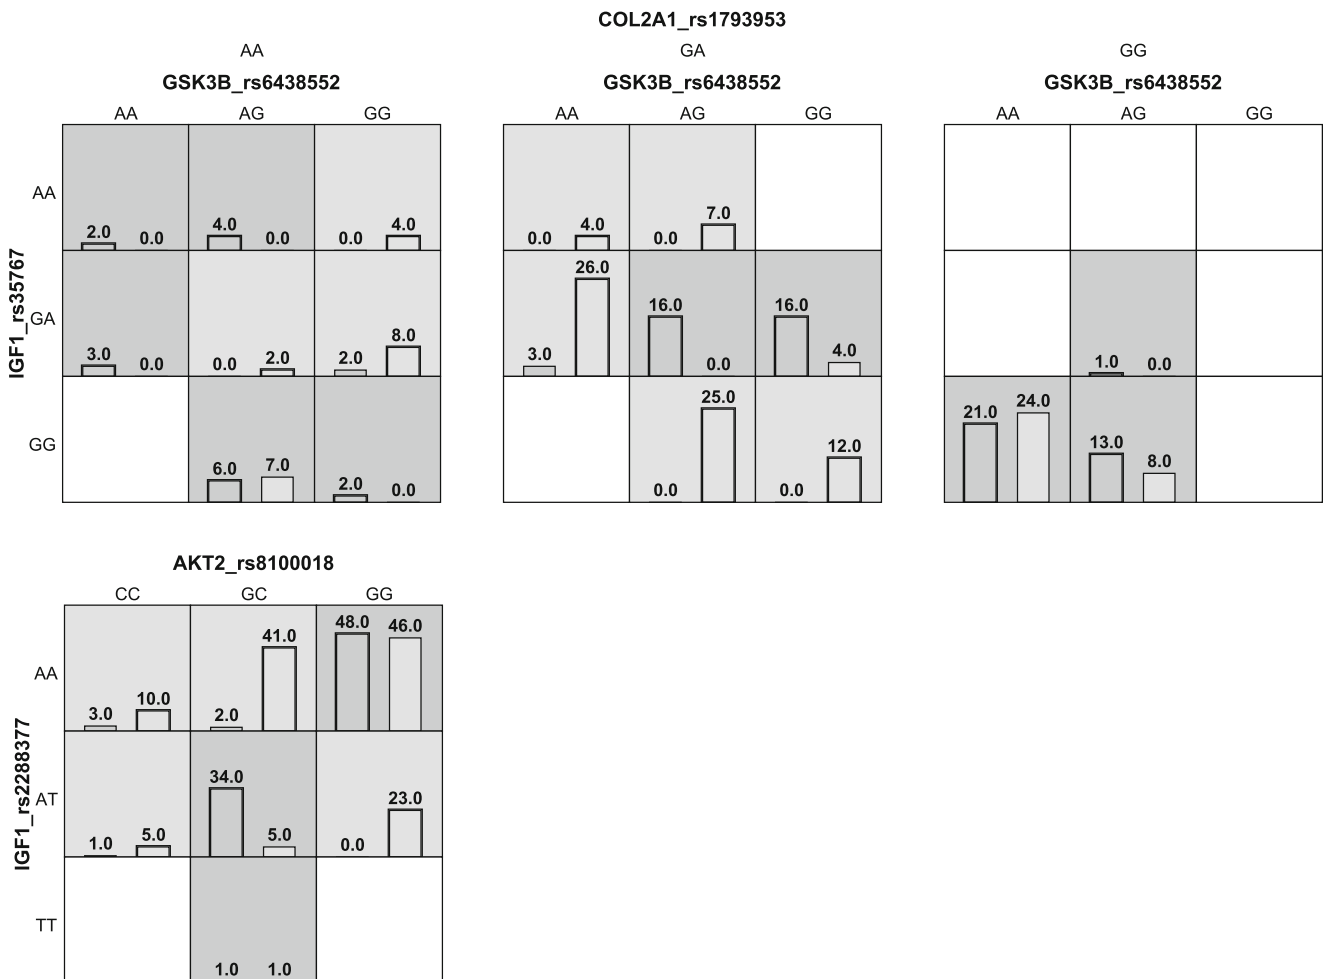 COL2A1_rs1793953
AA GA GG
GSK3B_rs6438552 GSK3B_rs6438552 GSK3B_rs6438552
AA AG GG AA AG GG AA AG GG
IGF1_rs35767
AA
2.0 0.0 4.0 0.0 0.0 4.0 0.0 4.0 0.0 7.0
GA
3.0 0.0 0.0 2.0 2.0 8.0 3.0 26.0 16.0 0.0 16.0 4.0 1.0 0.0
GG
6.0 7.0 2.0 0.0 0.0 25.0 0.0 12.0 21.0 24.0 13.0 8.0
AKT2_rs8100018
CC GC GG
IGF1_rs2288377
AA
3.0 10.0 2.0 41.0 48.0 46.0
AT
1.0 5.0 34.0 5.0 0.0 23.0
TT
1.0 1.0